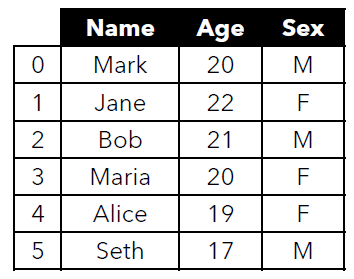 Name Age Sex
0 Mark 20 M
1 Jane 22 F
2 Bob 21 M
3 Maria 20 F
4 Alice 19 F
5 Seth 17 M